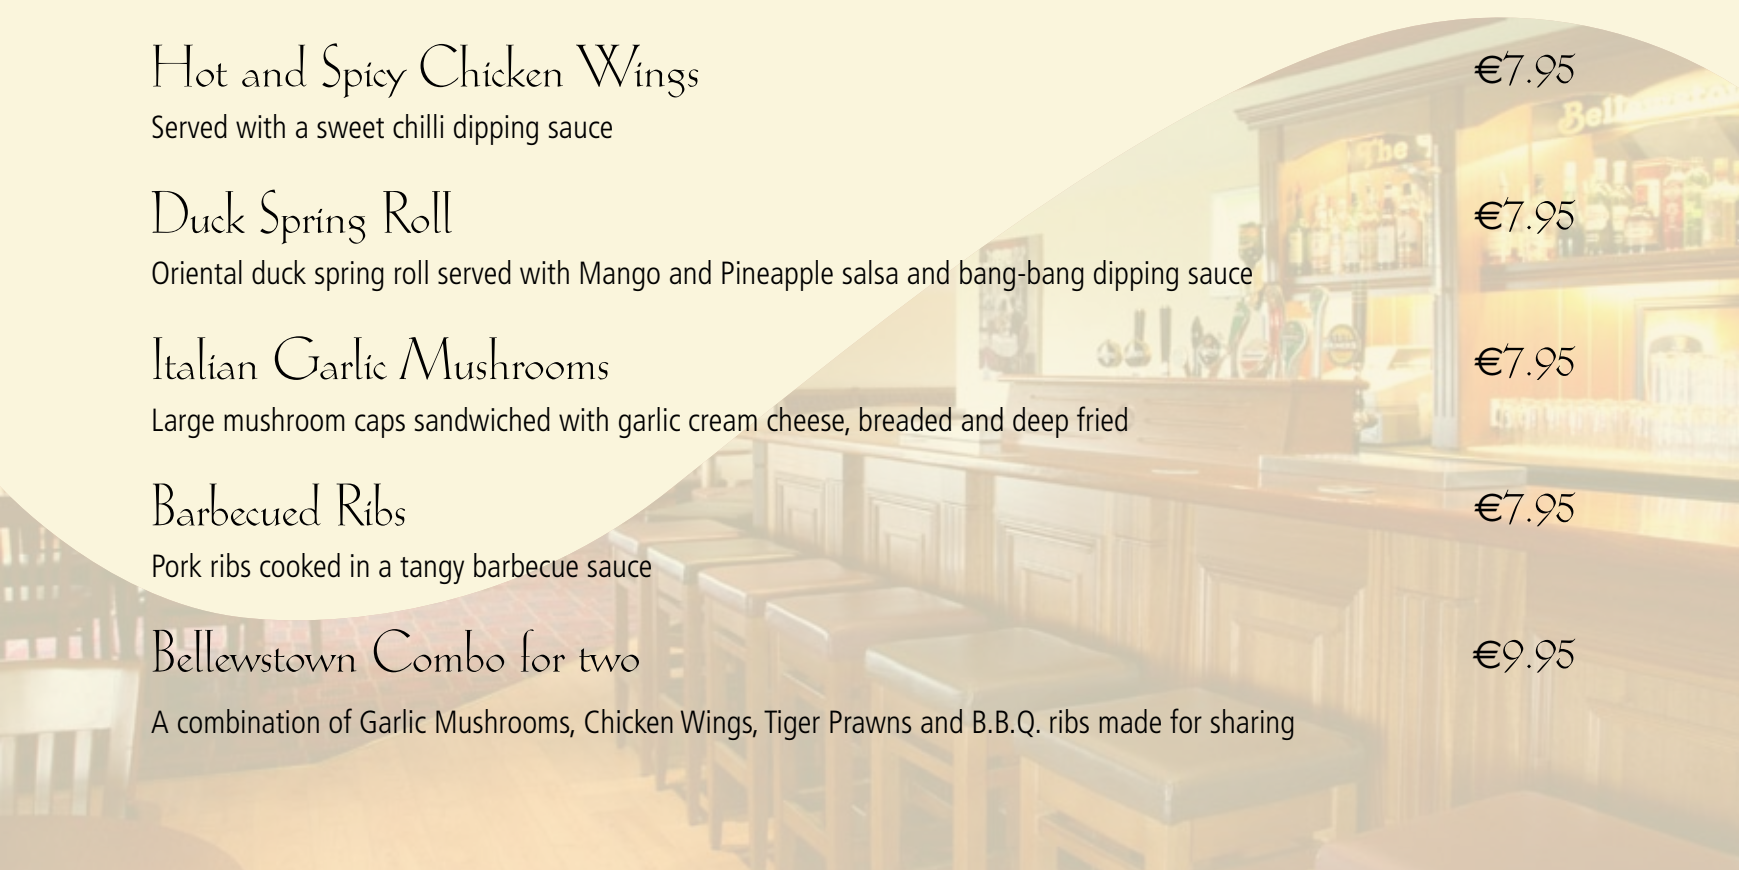 Hot and Spicy Chicken Wings €7.95
Served with a sweet chilli dipping sauce
Duck Spring Roll €7.95
Oriental duck spring roll served with Mango and Pineapple salsa and bang-bang dipping sauce
Italian Garlic Mushrooms €7.95
Large mushroom caps sandwiched with garlic cream cheese, breaded and deep fried
Barbecued Ribs €7.95
Pork ribs cooked in a tangy barbecue sauce
Bellewstown Combo for two €9.95
A combination of Garlic Mushrooms, Chicken Wings, Tiger Prawns and B.B.Q. ribs made for sharing
The